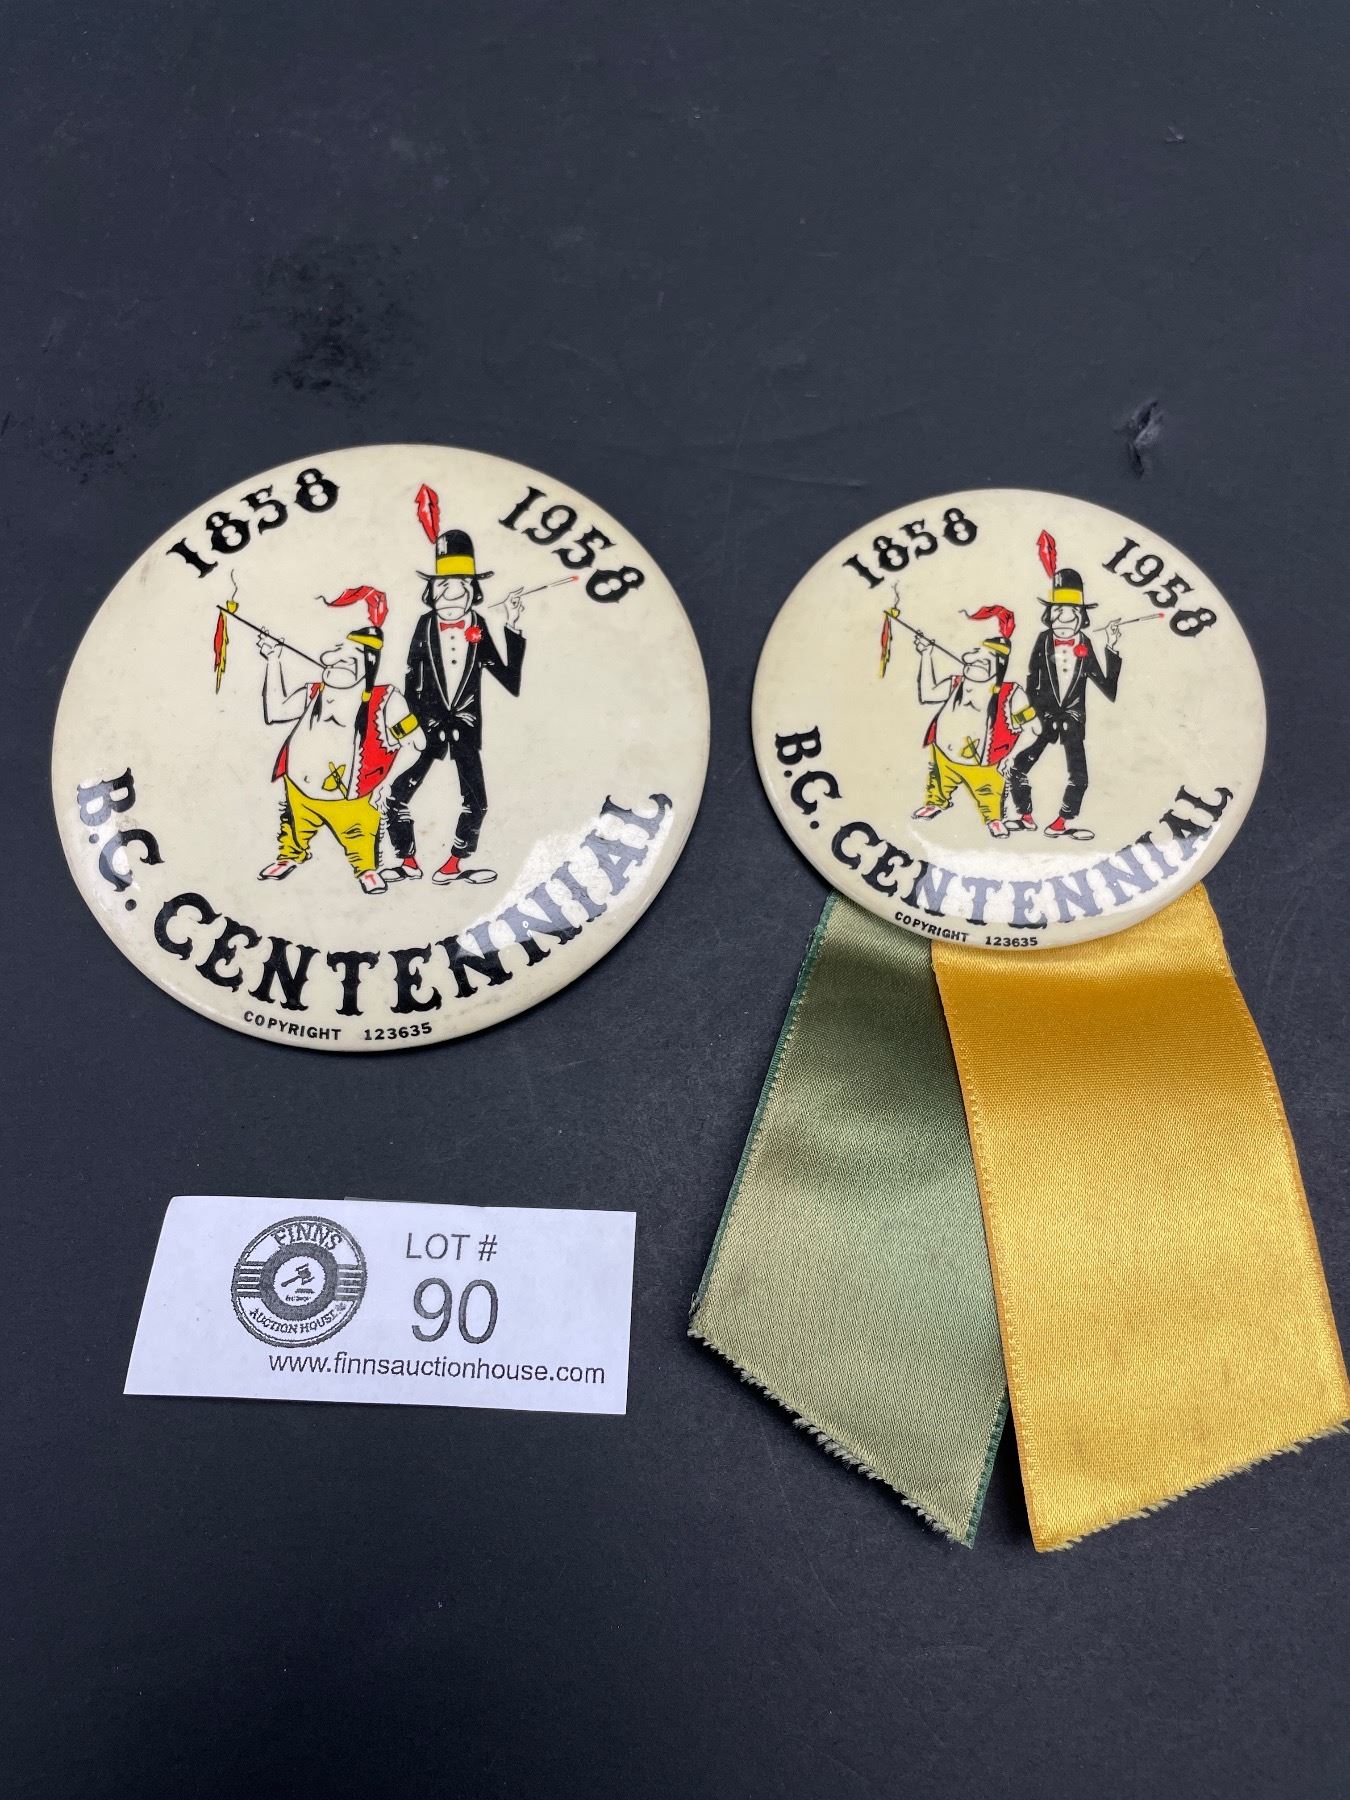 1858 1958
B.C. CENTENNIAL
COPYRIGHT 123635
1858 1958
B.C. CENTENNIAL
COPYRIGHT 123635
FINNS
AUCTION HOUSE
LOT #
90
www.finnsauctionhouse.com